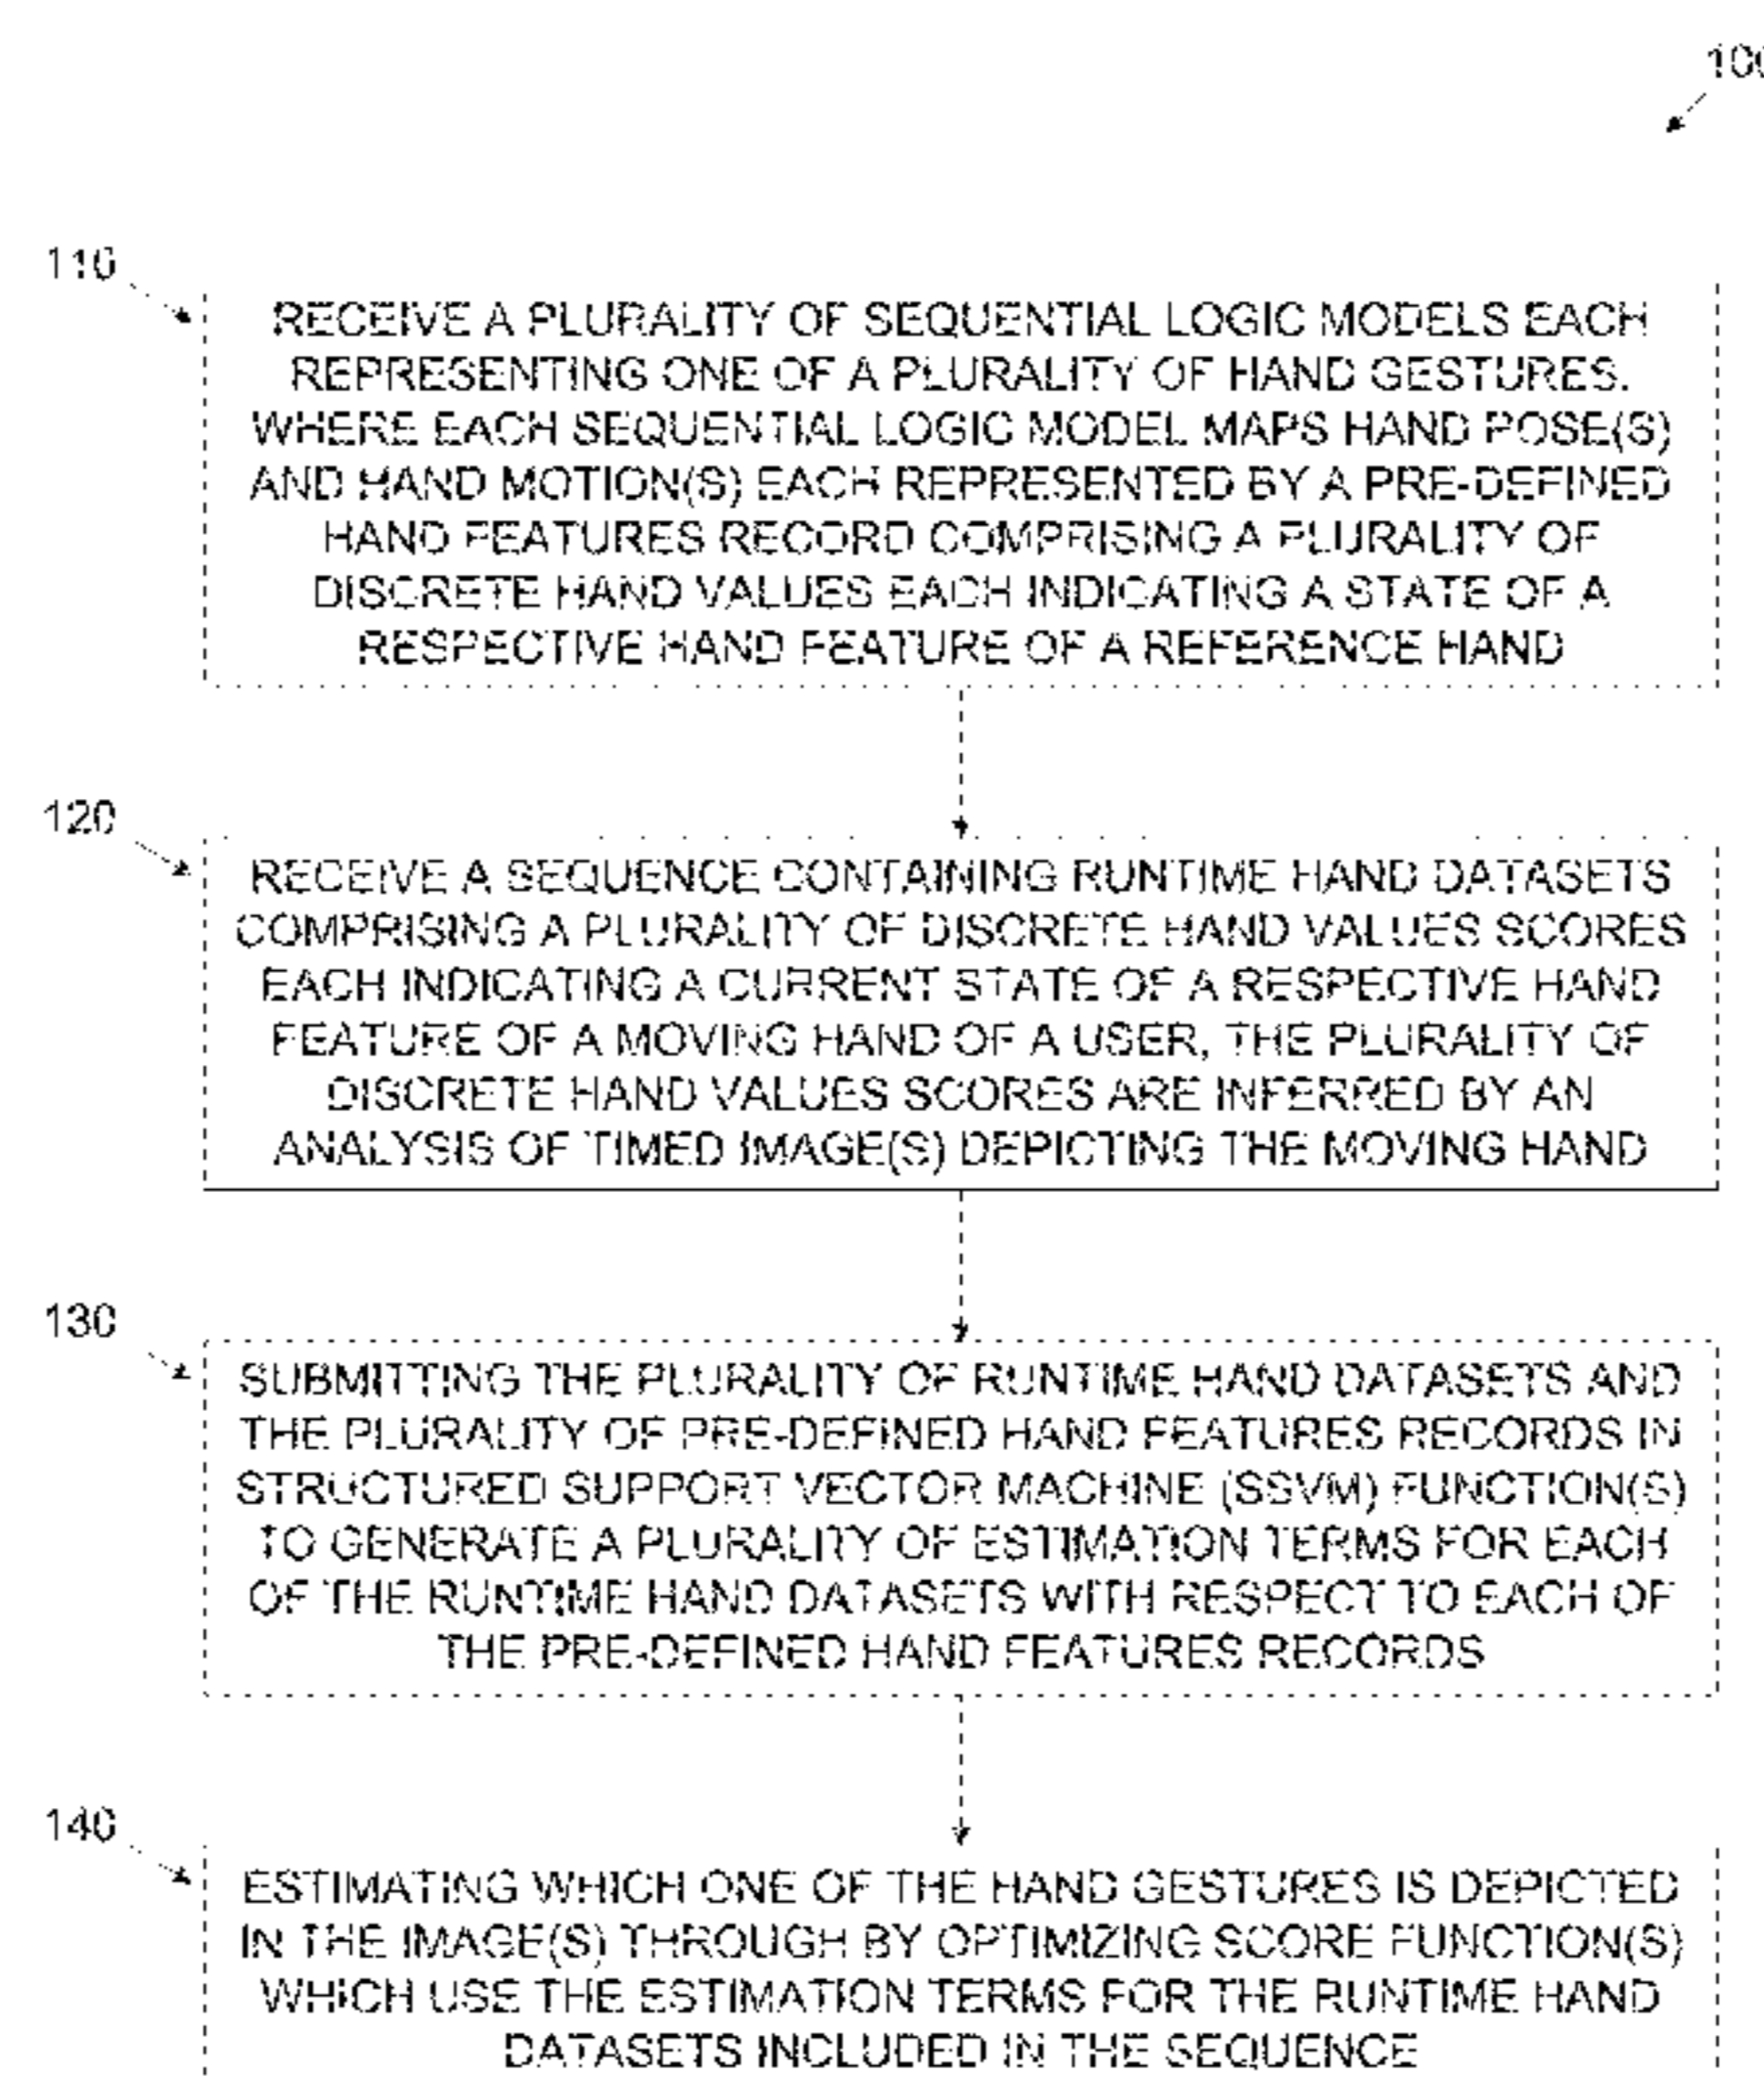 100
110
RECEIVE A PLURALITY OF SEQUENTIAL LOGIC MODELS EACH
REPRESENTING ONE OF A PLURALITY OF HAND GESTURES.
WHERE EACH SEQUENTIAL LOGIC MODEL MAPS HAND POSE(S)
AND HAND MOTION(S) EACH REPRESENTED BY A PRE-DEFINED
HAND FEATURES RECORD COMPRISING A PLURALITY OF
DISCRETE HAND VALUES EACH INDICATING A STATE OF A
RESPECTIVE HAND FEATURE OF A REFERENCE HAND
120
RECEIVE A SEQUENCE CONTAINING RUNTIME HAND DATASETS
COMPRISING A PLURALITY OF DISCRETE HAND VALUES SCORES
EACH INDICATING A CURRENT STATE OF A RESPECTIVE HAND
FEATURE OF A MOVING HAND OF A USER, THE PLURALITY OF
DISCRETE HAND VALUES SCORES ARE INFERRED BY AN
ANALYSIS OF TIMED IMAGE(S) DEPICTING THE MOVING HAND
130
SUBMITTING THE PLURALITY OF RUNTIME HAND DATASETS AND
THE PLURALITY OF PRE-DEFINED HAND FEATURES RECORDS IN
STRUCTURED SUPPORT VECTOR MACHINE (SSVM) FUNCTION(S)
TO GENERATE A PLURALITY OF ESTIMATION TERMS FOR EACH
OF THE RUNTIME HAND DATASETS WITH RESPECT TO EACH OF
THE PRE-DEFINED HAND FEATURES RECORDS
140
ESTIMATING WHICH ONE OF THE HAND GESTURES IS DEPICTED
IN THE IMAGE(S) THROUGH BY OPTIMIZING SCORE FUNCTION(S)
WHICH USE THE ESTIMATION TERMS FOR THE RUNTIME HAND
DATASETS INCLUDED IN THE SEQUENCE